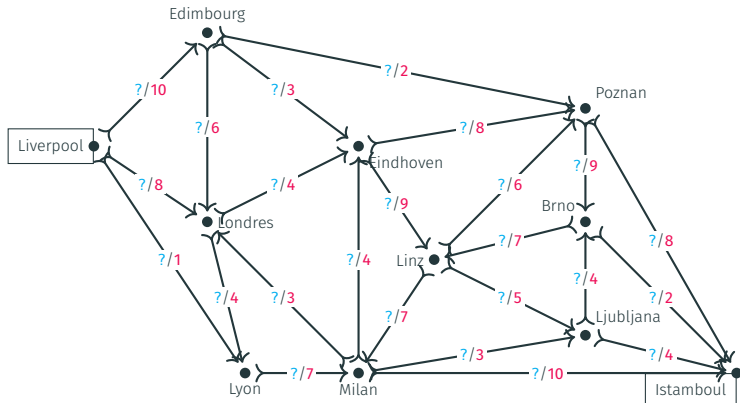 Edimbourg
?/2
?/10
?/3
Poznan
?/6
?/8
Liverpool
Eindhoven
?/9
?/8
?/4
?/6
?/9
Brno
Londres
?/8
?/7
?/1
?/4
Linz
?/4
?/3
?/5
?/4
?/2
?/7
Ljubljana
?/3
?/4
?/7
?/10
Lyon
Milan
Istamboul